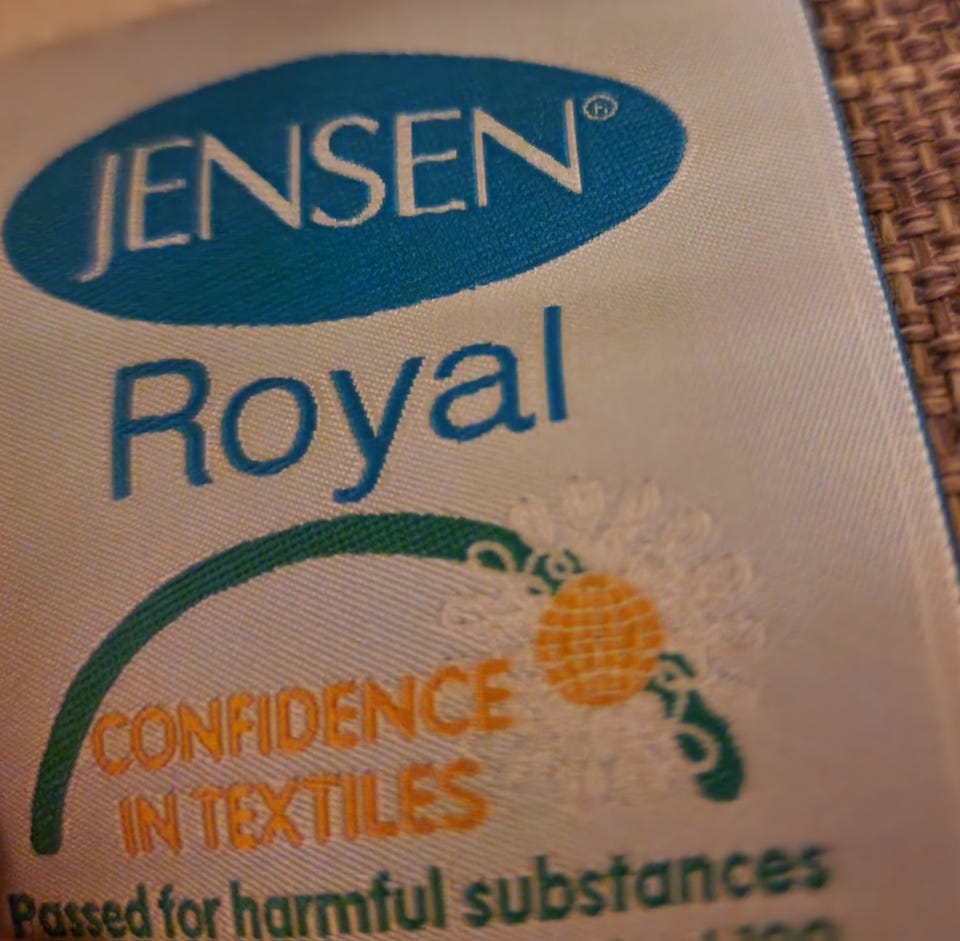 JENSEN®
Royal
CONFIDENCE
IN TEXTILES
Passed for harmful substances